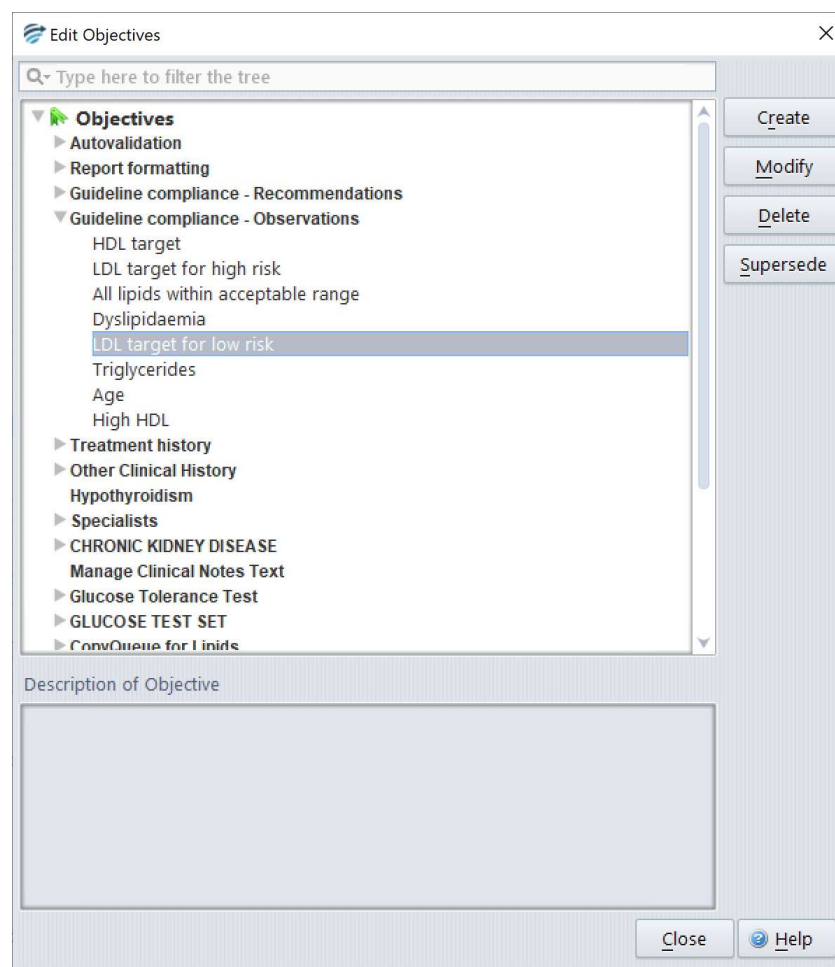 Edit Objectives
Type here to filter the tree
Objectives
Autovalidation
Report formatting
Guideline compliance - Recommendations
Guideline compliance - Observations
HDL target
LDL target for high risk
All lipids within acceptable range
Dyslipidaemia
LDL target for low risk
Triglycerides
Age
High HDL
Treatment history
Other Clinical History
Hypothyroidism
Specialists
CHRONIC KIDNEY DISEASE
Manage Clinical Notes Text
Glucose Tolerance Test
GLUCOSE TEST SET
CopyQueue for Lipids
Create
Modify
Delete
Supersede
Description of Objective
Close
Help